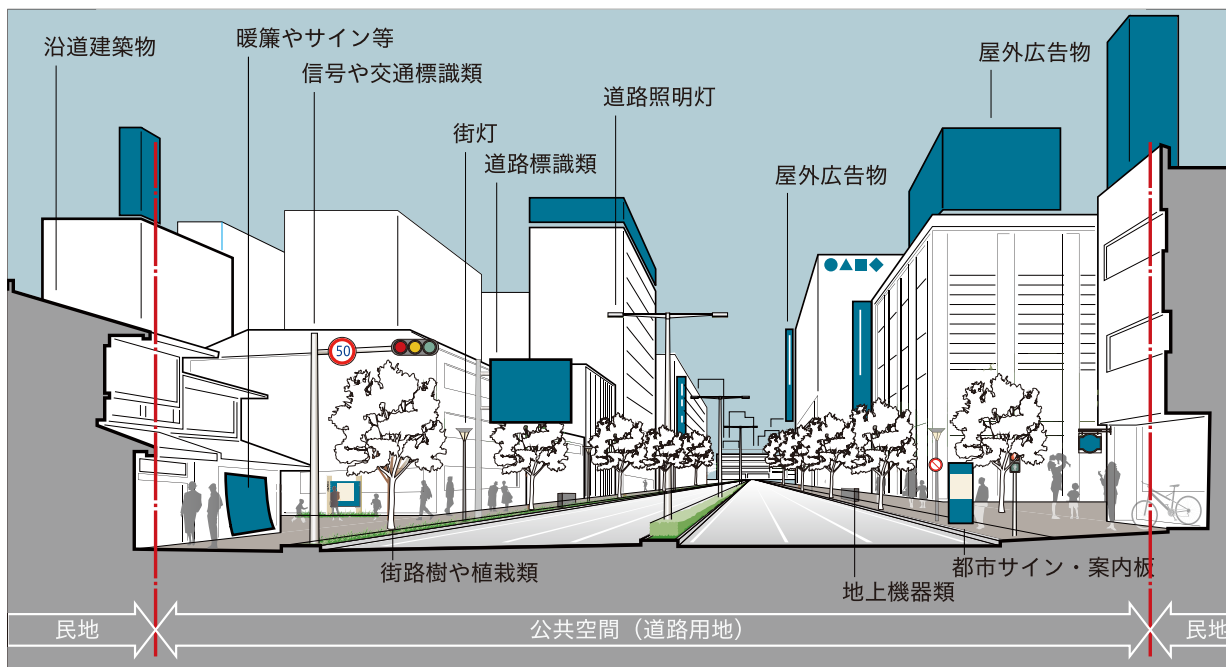 沿道建築物
暖簾やサイン等
信号や交通標識類
街灯
道路標識類
道路照明灯
屋外広告物
屋外広告物
50
街路樹や植栽類
地上機器類
都市サイン・案内板
民地
公共空間（道路用地）
民地